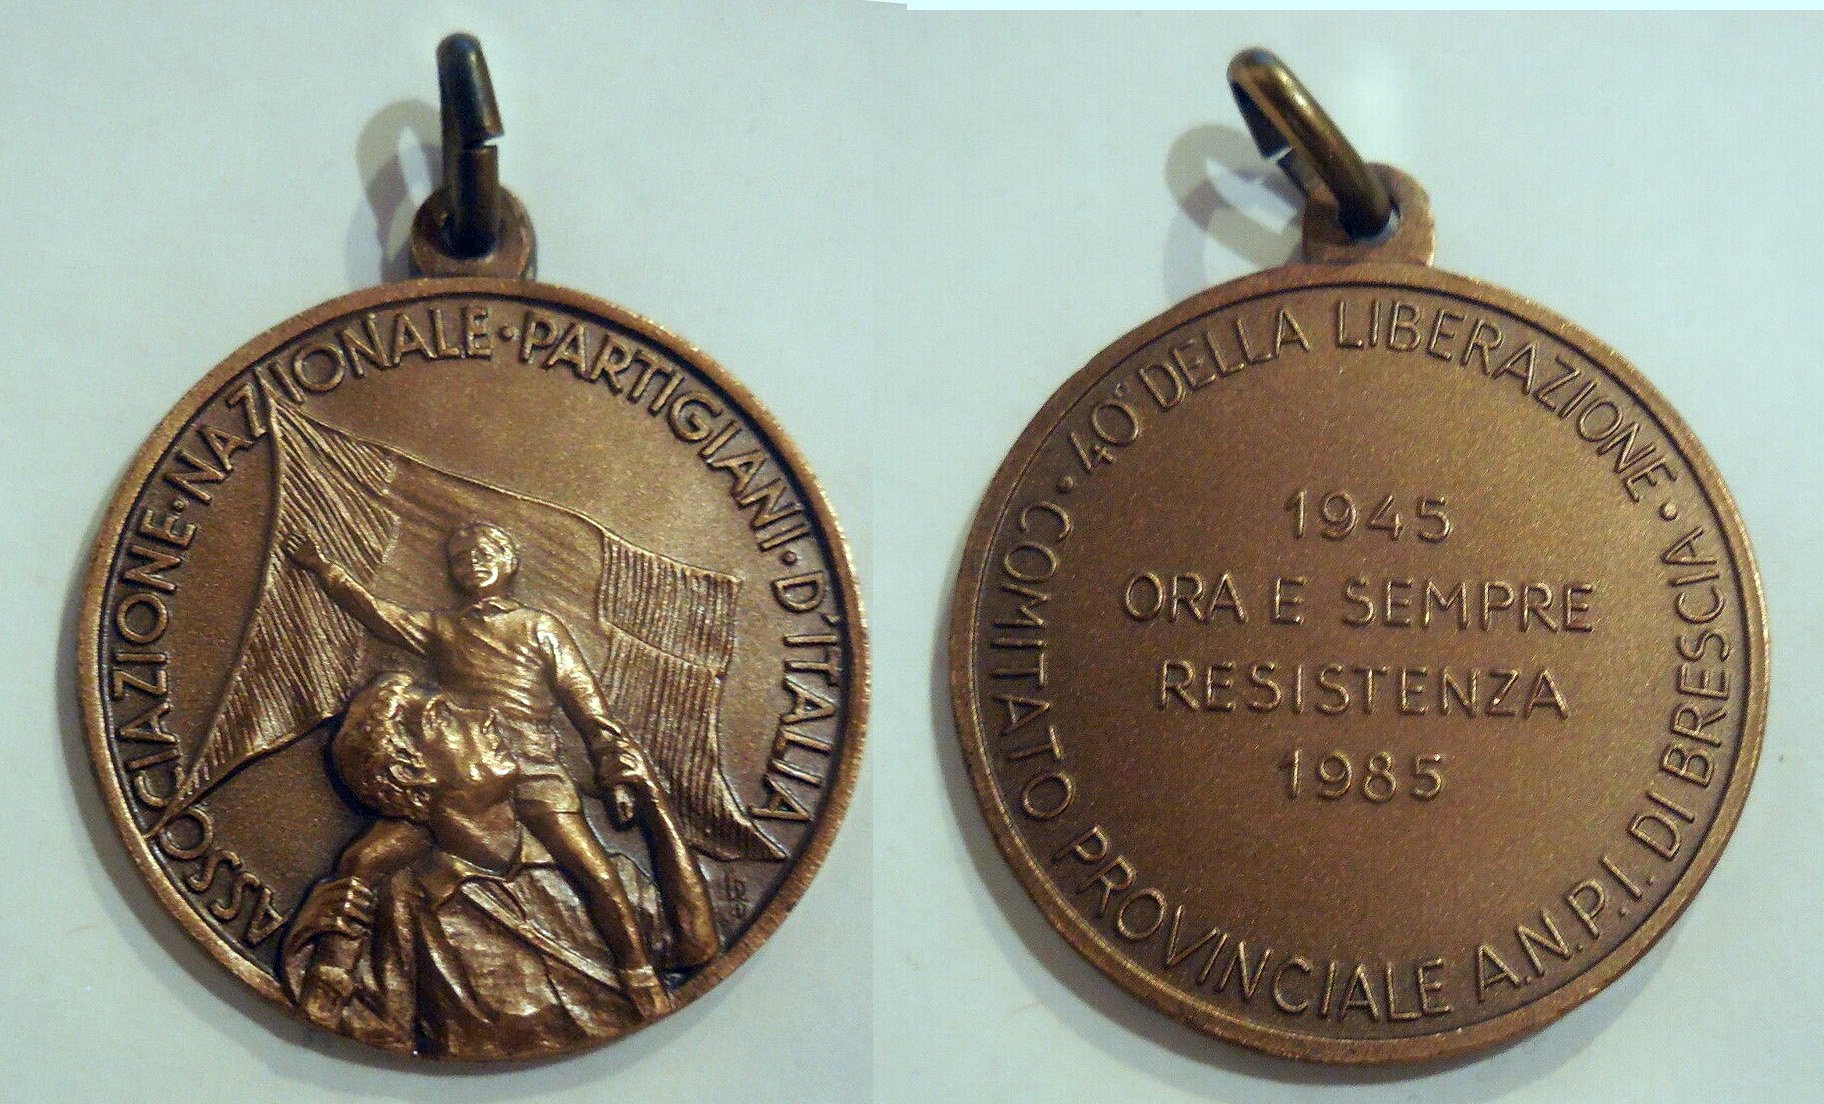 ASSOCIAZIONE · NAZIONALE · PARTIGIANI · D'ITALIA
· 40° DELLA LIBERAZIONE ·
1945
ORA E SEMPRE
RESISTENZA
1985
COMITATO PROVINCIALE A.N.P.I. DI BRESCIA